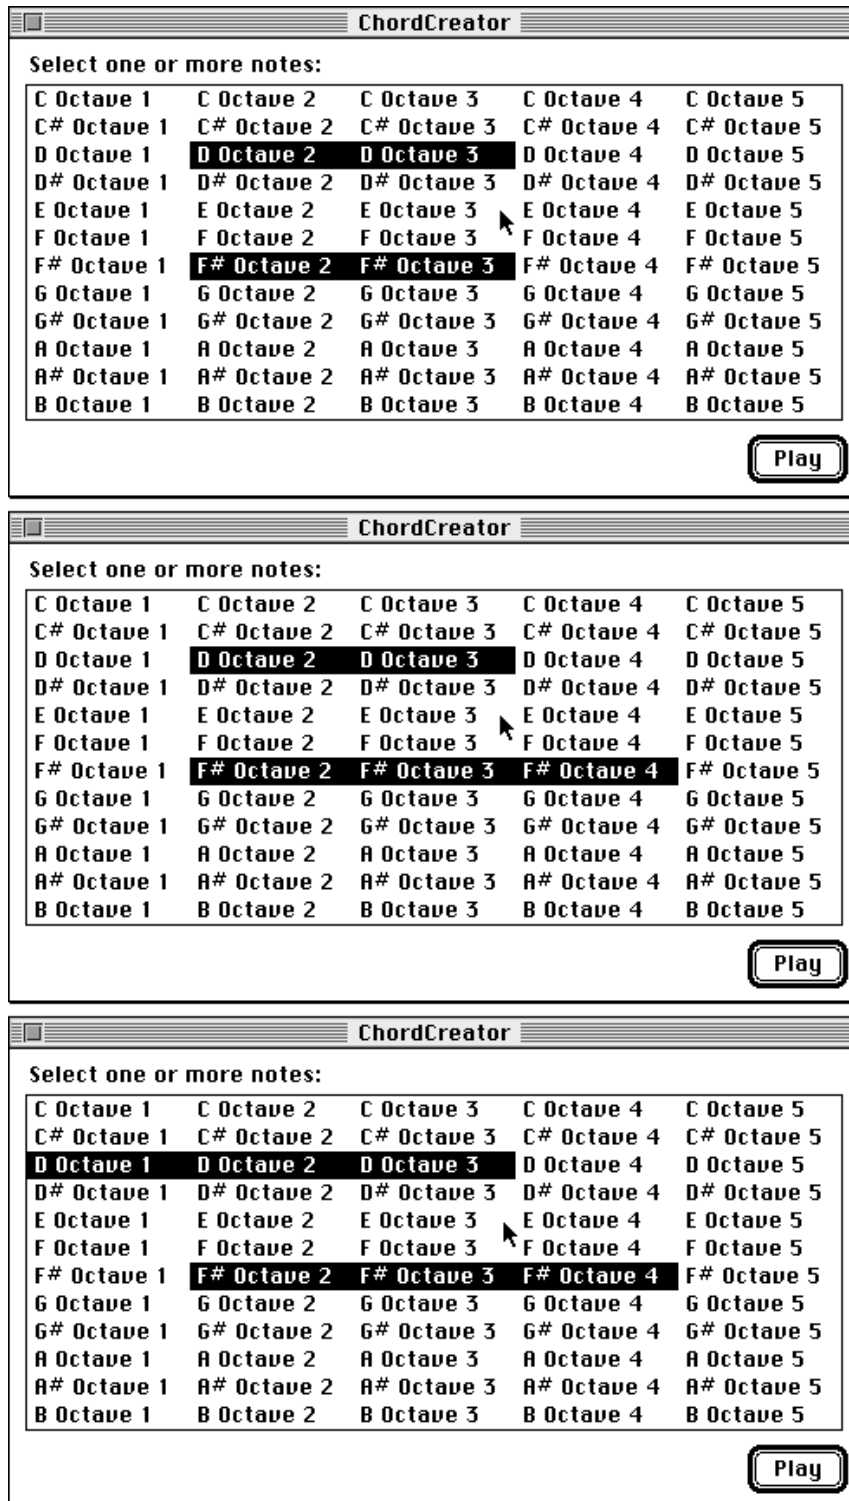 ChordCreator
Select one or more notes:
C Octave 1 C Octave 2 C Octave 3 C Octave 4 C Octave 5
C# Octave 1 C# Octave 2 C# Octave 3 C# Octave 4 C# Octave 5
D Octave 1 D Octave 2 D Octave 3 D Octave 4 D Octave 5
D# Octave 1 D# Octave 2 D# Octave 3 D# Octave 4 D# Octave 5
E Octave 1 E Octave 2 E Octave 3 E Octave 4 E Octave 5
F Octave 1 F Octave 2 F Octave 3 F Octave 4 F Octave 5
F# Octave 1 F# Octave 2 F# Octave 3 F# Octave 4 F# Octave 5
G Octave 1 G Octave 2 G Octave 3 G Octave 4 G Octave 5
G# Octave 1 G# Octave 2 G# Octave 3 G# Octave 4 G# Octave 5
A Octave 1 A Octave 2 A Octave 3 A Octave 4 A Octave 5
A# Octave 1 A# Octave 2 A# Octave 3 A# Octave 4 A# Octave 5
B Octave 1 B Octave 2 B Octave 3 B Octave 4 B Octave 5
Play
ChordCreator
Select one or more notes:
C Octave 1 C Octave 2 C Octave 3 C Octave 4 C Octave 5
C# Octave 1 C# Octave 2 C# Octave 3 C# Octave 4 C# Octave 5
D Octave 1 D Octave 2 D Octave 3 D Octave 4 D Octave 5
D# Octave 1 D# Octave 2 D# Octave 3 D# Octave 4 D# Octave 5
E Octave 1 E Octave 2 E Octave 3 E Octave 4 E Octave 5
F Octave 1 F Octave 2 F Octave 3 F Octave 4 F Octave 5
F# Octave 1 F# Octave 2 F# Octave 3 F# Octave 4 F# Octave 5
G Octave 1 G Octave 2 G Octave 3 G Octave 4 G Octave 5
G# Octave 1 G# Octave 2 G# Octave 3 G# Octave 4 G# Octave 5
A Octave 1 A Octave 2 A Octave 3 A Octave 4 A Octave 5
A# Octave 1 A# Octave 2 A# Octave 3 A# Octave 4 A# Octave 5
B Octave 1 B Octave 2 B Octave 3 B Octave 4 B Octave 5
Play
ChordCreator
Select one or more notes:
C Octave 1 C Octave 2 C Octave 3 C Octave 4 C Octave 5
C# Octave 1 C# Octave 2 C# Octave 3 C# Octave 4 C# Octave 5
D Octave 1 D Octave 2 D Octave 3 D Octave 4 D Octave 5
D# Octave 1 D# Octave 2 D# Octave 3 D# Octave 4 D# Octave 5
E Octave 1 E Octave 2 E Octave 3 E Octave 4 E Octave 5
F Octave 1 F Octave 2 F Octave 3 F Octave 4 F Octave 5
F# Octave 1 F# Octave 2 F# Octave 3 F# Octave 4 F# Octave 5
G Octave 1 G Octave 2 G Octave 3 G Octave 4 G Octave 5
G# Octave 1 G# Octave 2 G# Octave 3 G# Octave 4 G# Octave 5
A Octave 1 A Octave 2 A Octave 3 A Octave 4 A Octave 5
A# Octave 1 A# Octave 2 A# Octave 3 A# Octave 4 A# Octave 5
B Octave 1 B Octave 2 B Octave 3 B Octave 4 B Octave 5
Play